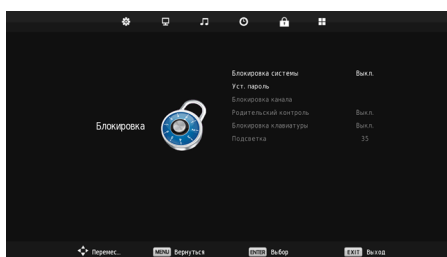 Блокировка системы Выкл.
Уст. пароль
Блокировка канала
Родительский контроль Выкл.
Блокировка Блокировка клавиатуры Выкл.
Подсветка 35
Перемес... MENU Вернуться ENTER Выбор EXIT Выход